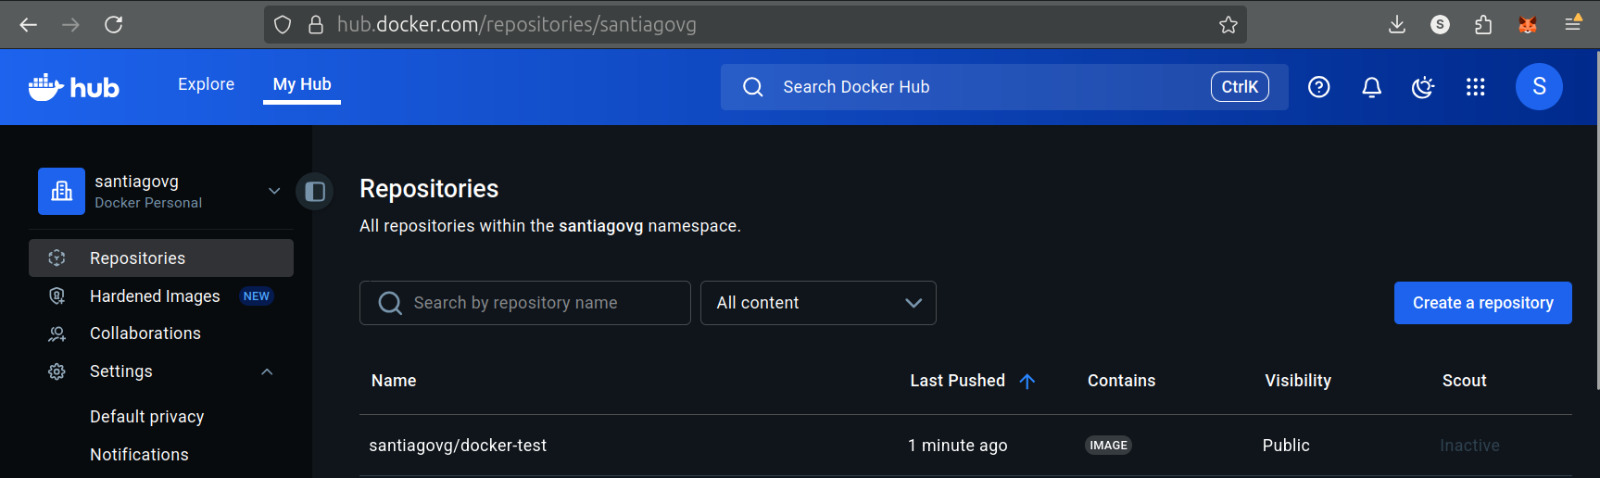 hub.docker.com/repositories/santiagovg
S
hub
Explore
My Hub
Search Docker Hub
CtrlK
S
santiagovg
Docker Personal
Repositories
Hardened Images NEW
Collaborations
Settings
Default privacy
Notifications
Repositories
All repositories within the santiagovg namespace.
Search by repository name
All content
Create a repository
Name Last Pushed Contains Visibility Scout
santiagovg/docker-test 1 minute ago IMAGE Public Inactive